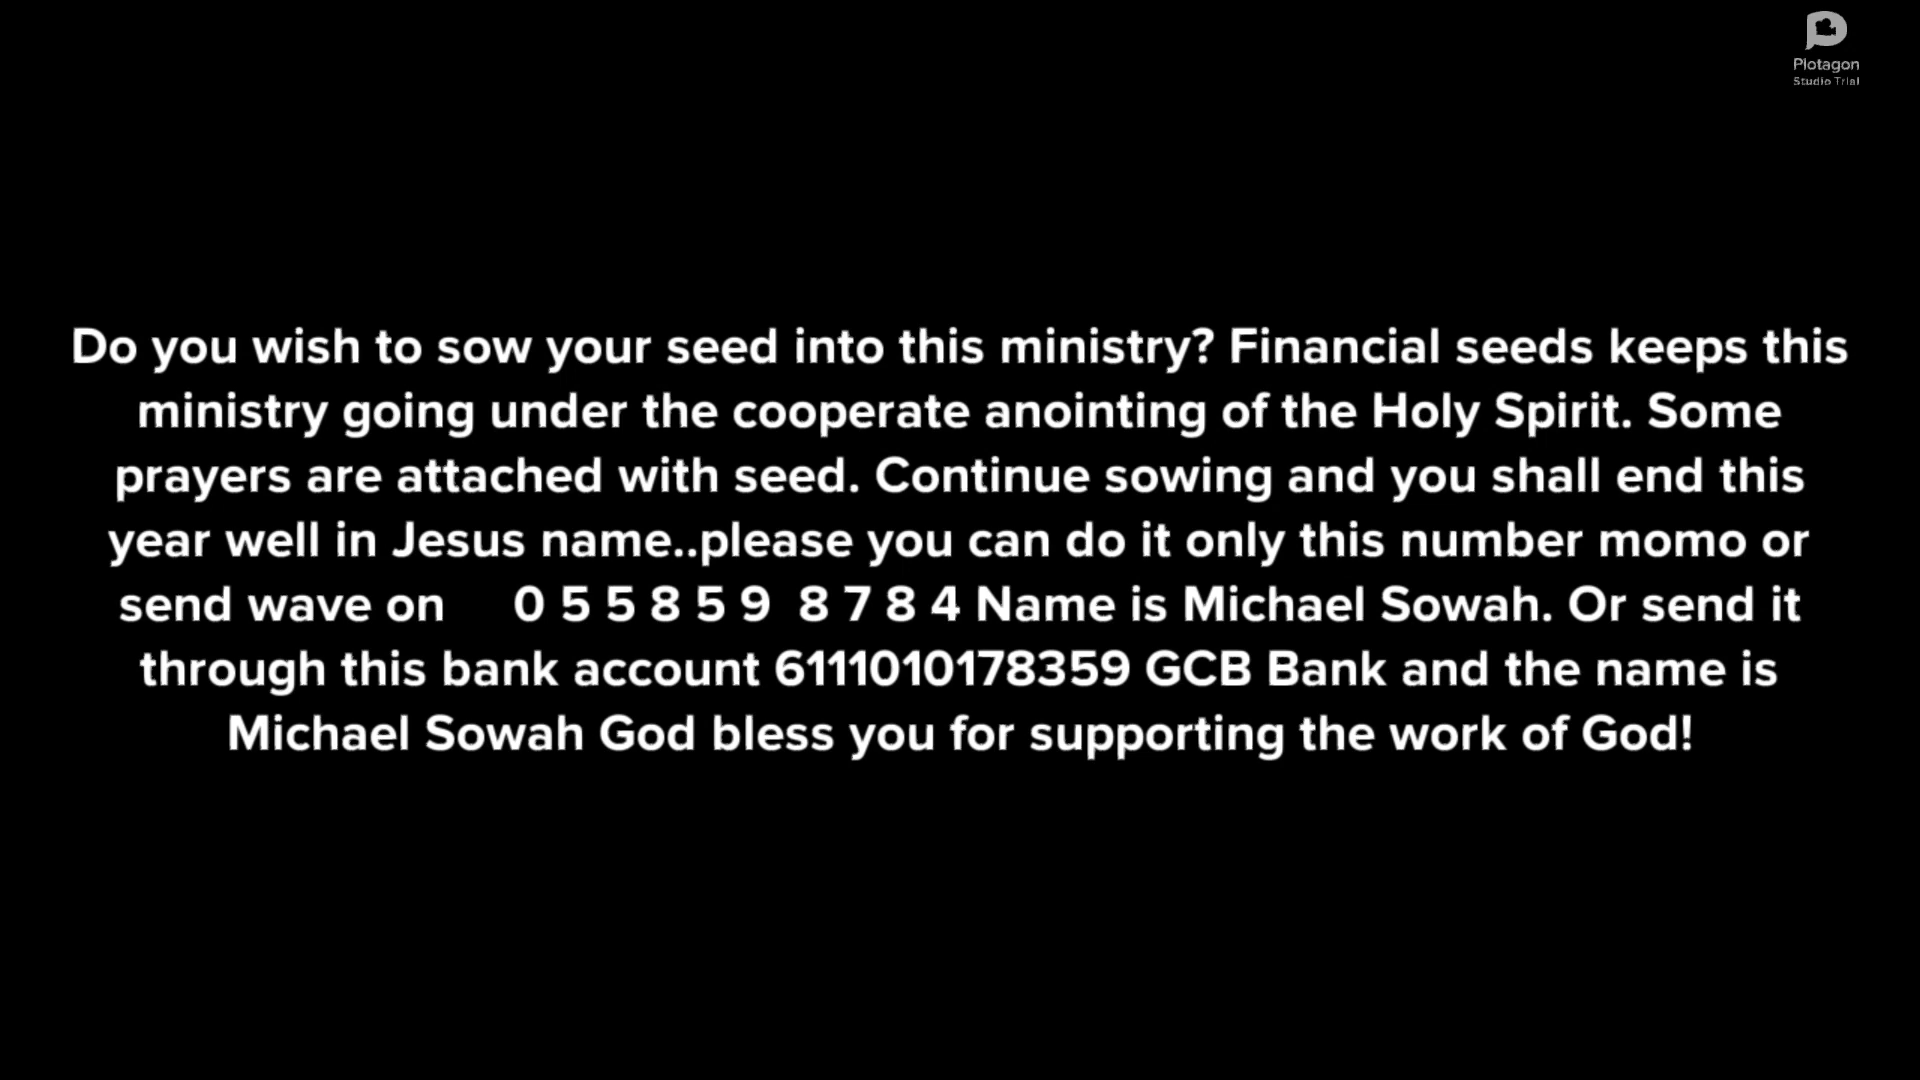 Plotagon
Studio Trial
Do you wish to sow your seed into this ministry? Financial seeds keeps this
ministry going under the cooperate anointing of the Holy Spirit. Some
prayers are attached with seed. Continue sowing and you shall end this
year well in Jesus name..please you can do it only this number momo or
send wave on 0 5 5 8 5 9 8 7 8 4 Name is Michael Sowah. Or send it
through this bank account 6111010178359 GCB Bank and the name is
Michael Sowah God bless you for supporting the work of God!